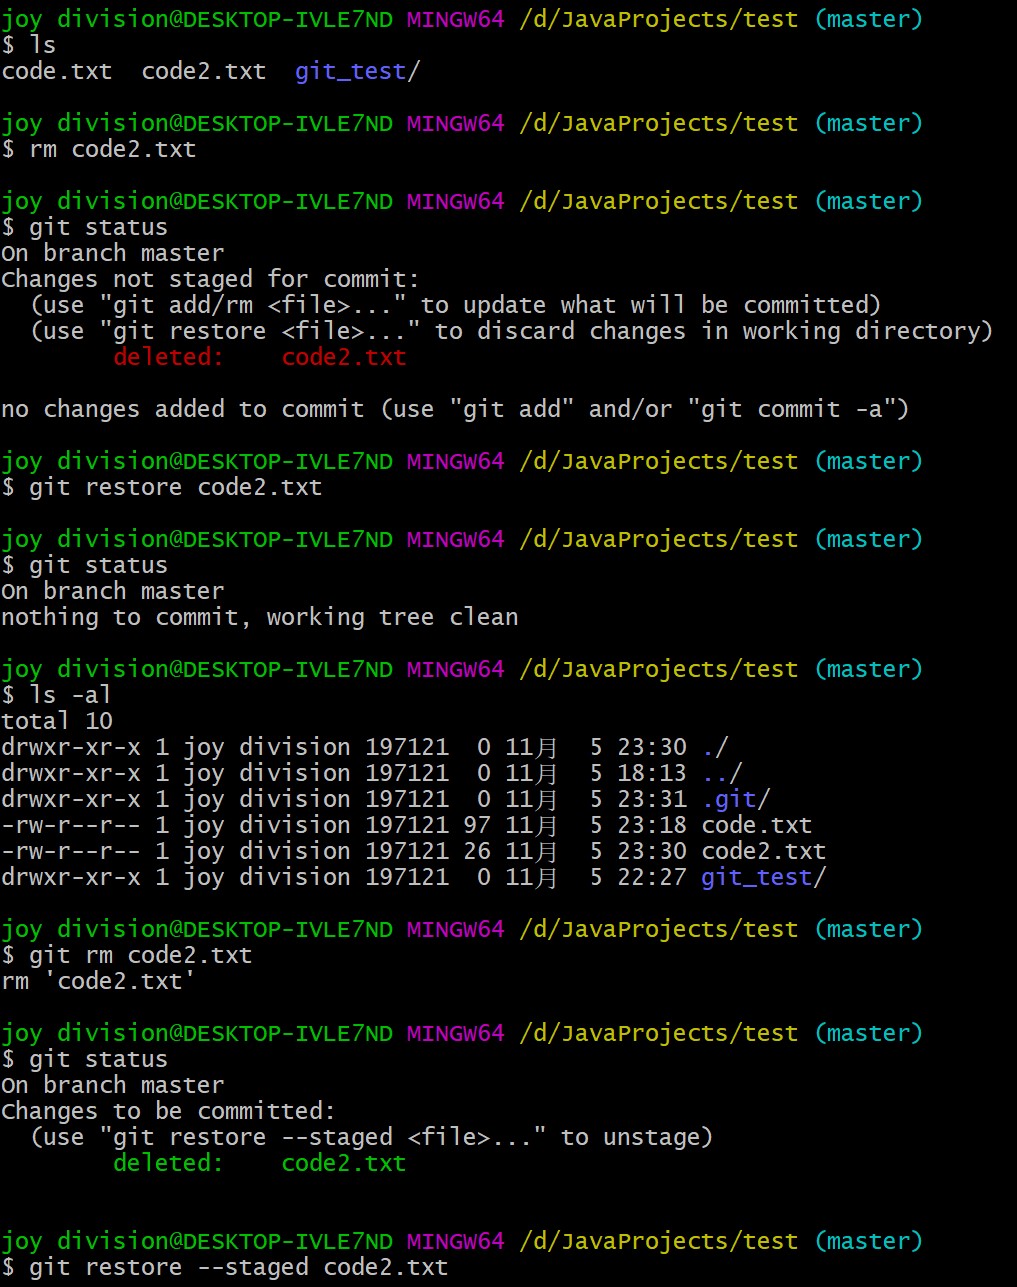 joy division@DESKTOP-IVLE7ND MINGW64 /d/JavaProjects/test (master)
$ ls
code.txt  code2.txt  git_test/

joy division@DESKTOP-IVLE7ND MINGW64 /d/JavaProjects/test (master)
$ rm code2.txt

joy division@DESKTOP-IVLE7ND MINGW64 /d/JavaProjects/test (master)
$ git status
On branch master
Changes not staged for commit:
  (use "git add/rm <file>..." to update what will be committed)
  (use "git restore <file>..." to discard changes in working directory)
        deleted:    code2.txt

no changes added to commit (use "git add" and/or "git commit -a")

joy division@DESKTOP-IVLE7ND MINGW64 /d/JavaProjects/test (master)
$ git restore code2.txt

joy division@DESKTOP-IVLE7ND MINGW64 /d/JavaProjects/test (master)
$ git status
On branch master
nothing to commit, working tree clean

joy division@DESKTOP-IVLE7ND MINGW64 /d/JavaProjects/test (master)
$ ls -al
total 10
drwxr-xr-x 1 joy division 197121  0 11月  5 23:30 ./
drwxr-xr-x 1 joy division 197121  0 11月  5 18:13 ../
drwxr-xr-x 1 joy division 197121  0 11月  5 23:31 .git/
-rw-r--r-- 1 joy division 197121 97 11月  5 23:18 code.txt
-rw-r--r-- 1 joy division 197121 26 11月  5 23:30 code2.txt
drwxr-xr-x 1 joy division 197121  0 11月  5 22:27 git_test/

joy division@DESKTOP-IVLE7ND MINGW64 /d/JavaProjects/test (master)
$ git rm code2.txt
rm 'code2.txt'

joy division@DESKTOP-IVLE7ND MINGW64 /d/JavaProjects/test (master)
$ git status
On branch master
Changes to be committed:
  (use "git restore --staged <file>..." to unstage)
        deleted:    code2.txt


joy division@DESKTOP-IVLE7ND MINGW64 /d/JavaProjects/test (master)
$ git restore --staged code2.txt